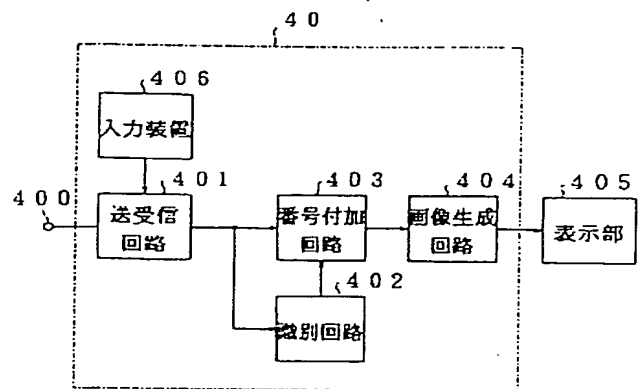 40
406
入力装置
400
401
送受信
回路
403
番号付加
回路
404
画像生成
回路
405
表示部
402
識別回路